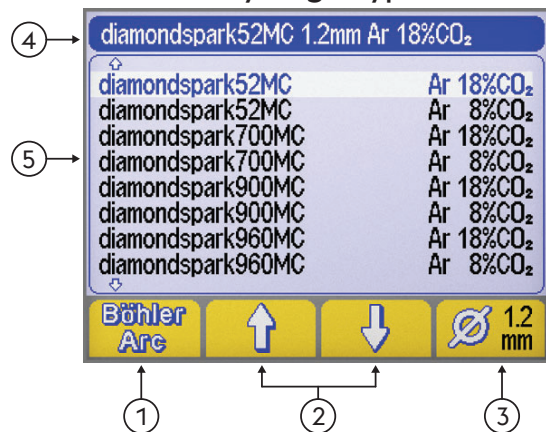 ④ diamondspark52MC 1.2mm Ar 18%CO₂
diamondspark52MC Ar 18%CO₂
diamondspark52MC Ar 8%CO₂
diamondspark700MC Ar 18%CO₂
⑤ diamondspark700MC Ar 8%CO₂
diamondspark900MC Ar 18%CO₂
diamondspark900MC Ar 8%CO₂
diamondspark960MC Ar 18%CO₂
diamondspark960MC Ar 8%CO₂
Böhler
Arc
⌀ 1.2
mm
① ② ③